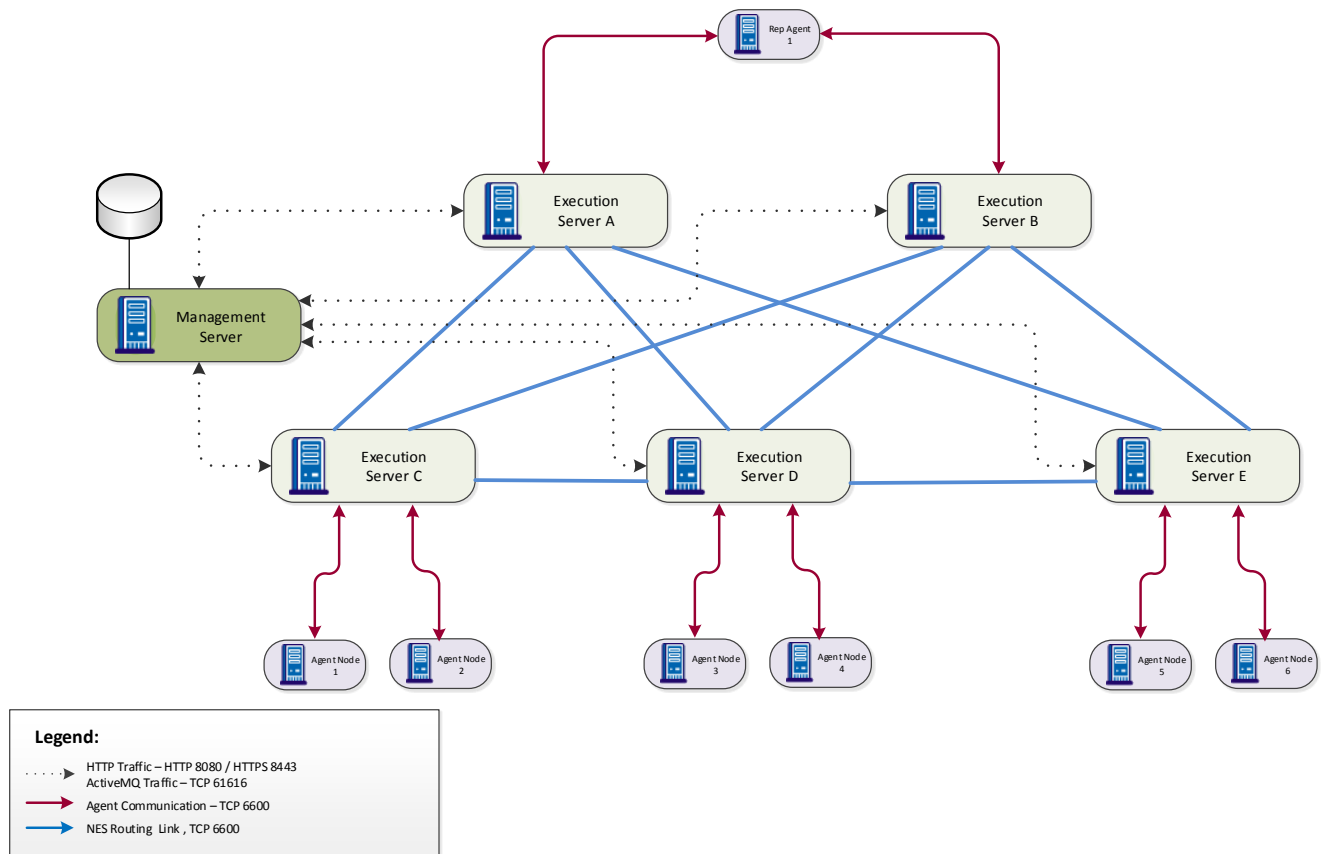 Rep Agent
1
Execution
Server A
Execution
Server B
Management
Server
Execution
Server C
Execution
Server D
Execution
Server E
Agent Node
1
Agent Node
2
Agent Node
3
Agent Node
4
Agent Node
5
Agent Node
6
Legend:
HTTP Traffic – HTTP 8080 / HTTPS 8443
ActiveMQ Traffic – TCP 61616
Agent Communication – TCP 6600
NES Routing Link , TCP 6600